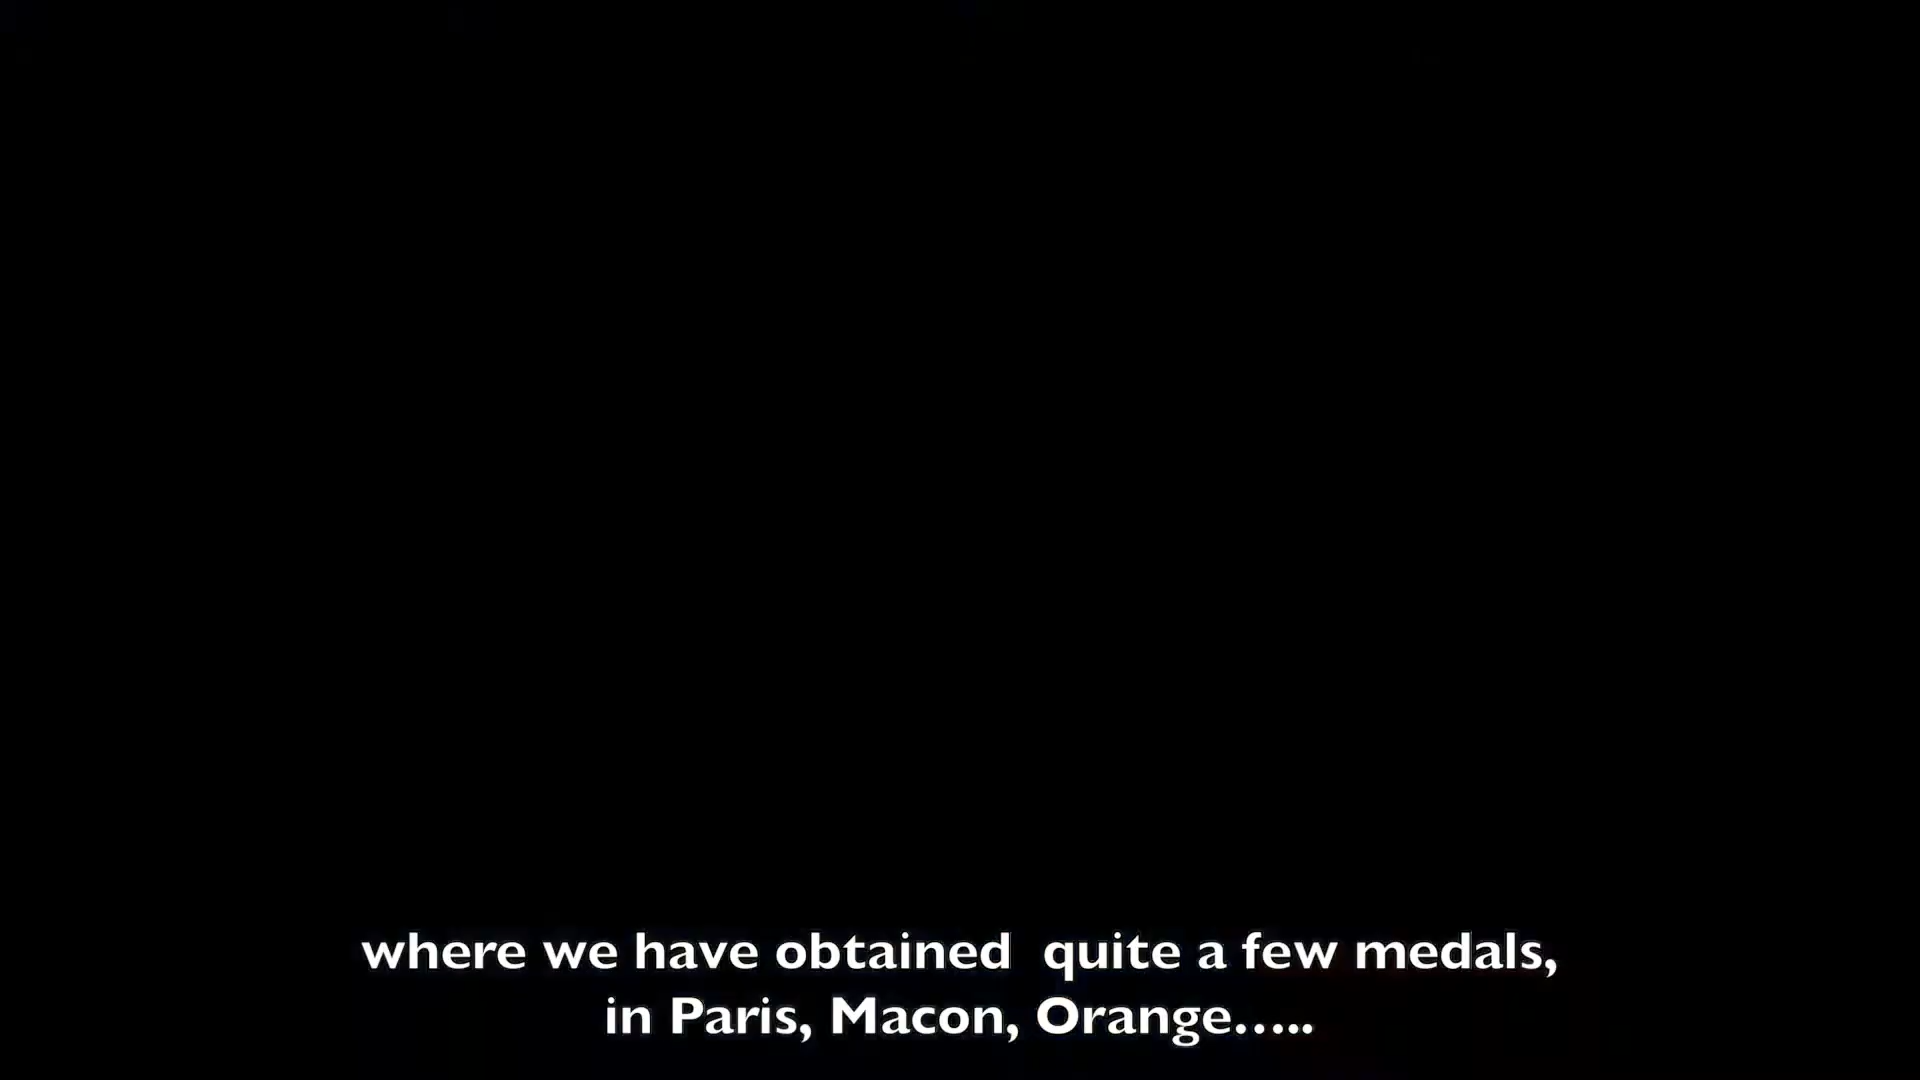 where we have obtained  quite a few medals,
in Paris, Macon, Orange.....